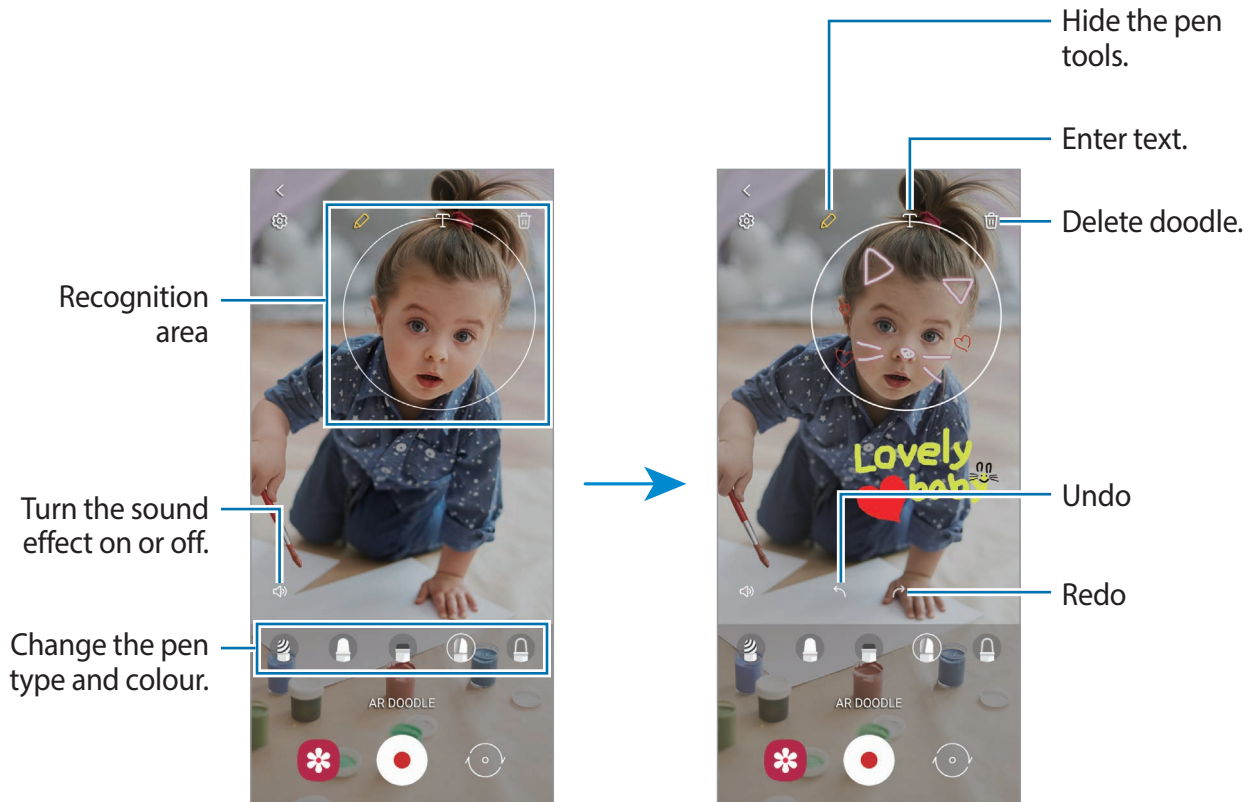 Hide the pen
tools.
Enter text.
Delete doodle.
Recognition
area
T
T
Lovely
baby
Turn the sound
effect on or off.
Undo
Redo
Change the pen
type and colour.
AR DOODLE
AR DOODLE